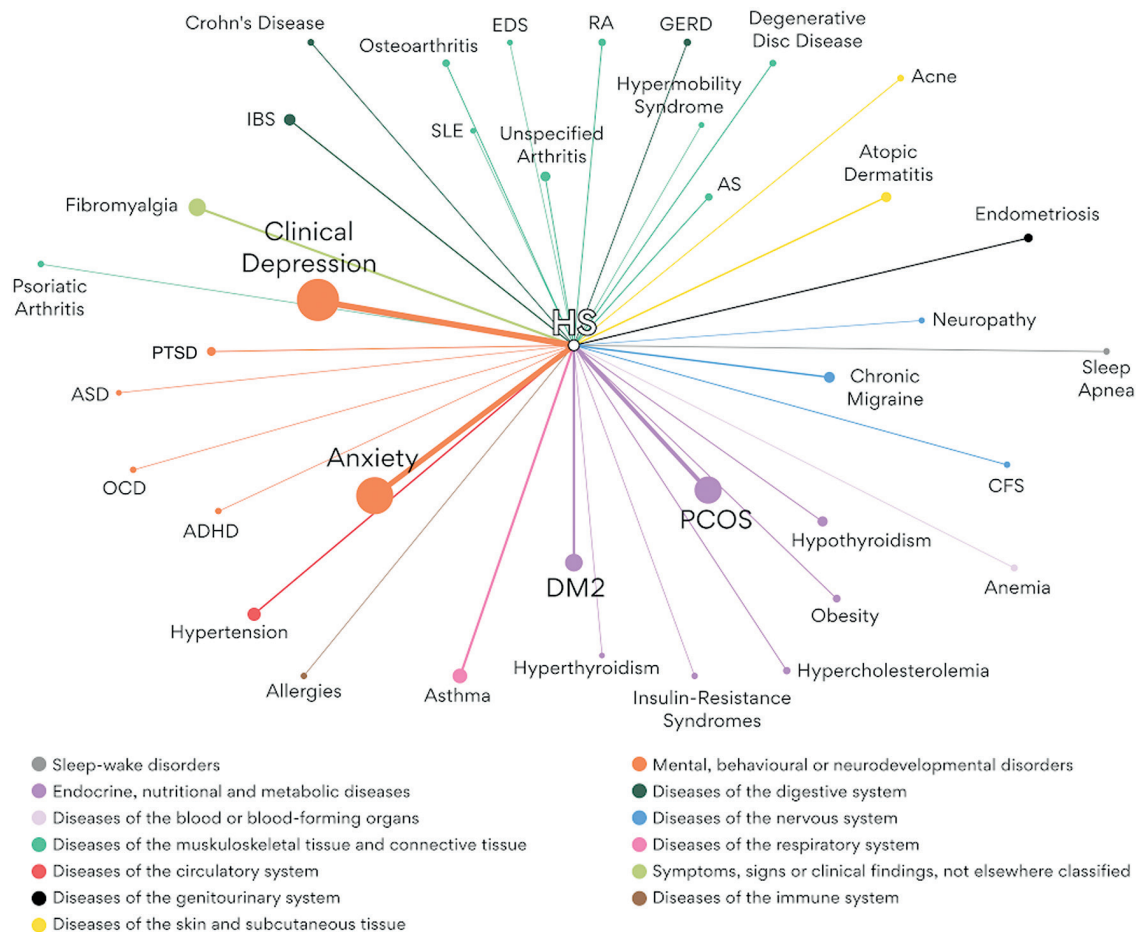 Crohn's Disease
Osteoarthritis
EDS
RA
GERD
Degenerative
Disc Disease
Hypermobility
Syndrome
Acne
IBS
SLE
Unspecified
Arthritis
AS
Atopic
Dermatitis
Fibromyalgia
Clinical
Depression
Endometriosis
Psoriatic
Arthritis
HS
Neuropathy
PTSD
Sleep
Apnea
ASD
Chronic
Migraine
Anxiety
OCD
CFS
ADHD
PCOS
Hypothyroidism
DM2
Anemia
Obesity
Hypertension
Hyperthyroidism
Hypercholesterolemia
Allergies
Asthma
Insulin-Resistance
Syndromes
Sleep-wake disorders
Endocrine, nutritional and metabolic diseases
Diseases of the blood or blood-forming organs
Diseases of the muskuloskeletal tissue and connective tissue
Diseases of the circulatory system
Diseases of the genitourinary system
Diseases of the skin and subcutaneous tissue
Mental, behavioural or neurodevelopmental disorders
Diseases of the digestive system
Diseases of the nervous system
Diseases of the respiratory system
Symptoms, signs or clinical findings, not elsewhere classified
Diseases of the immune system